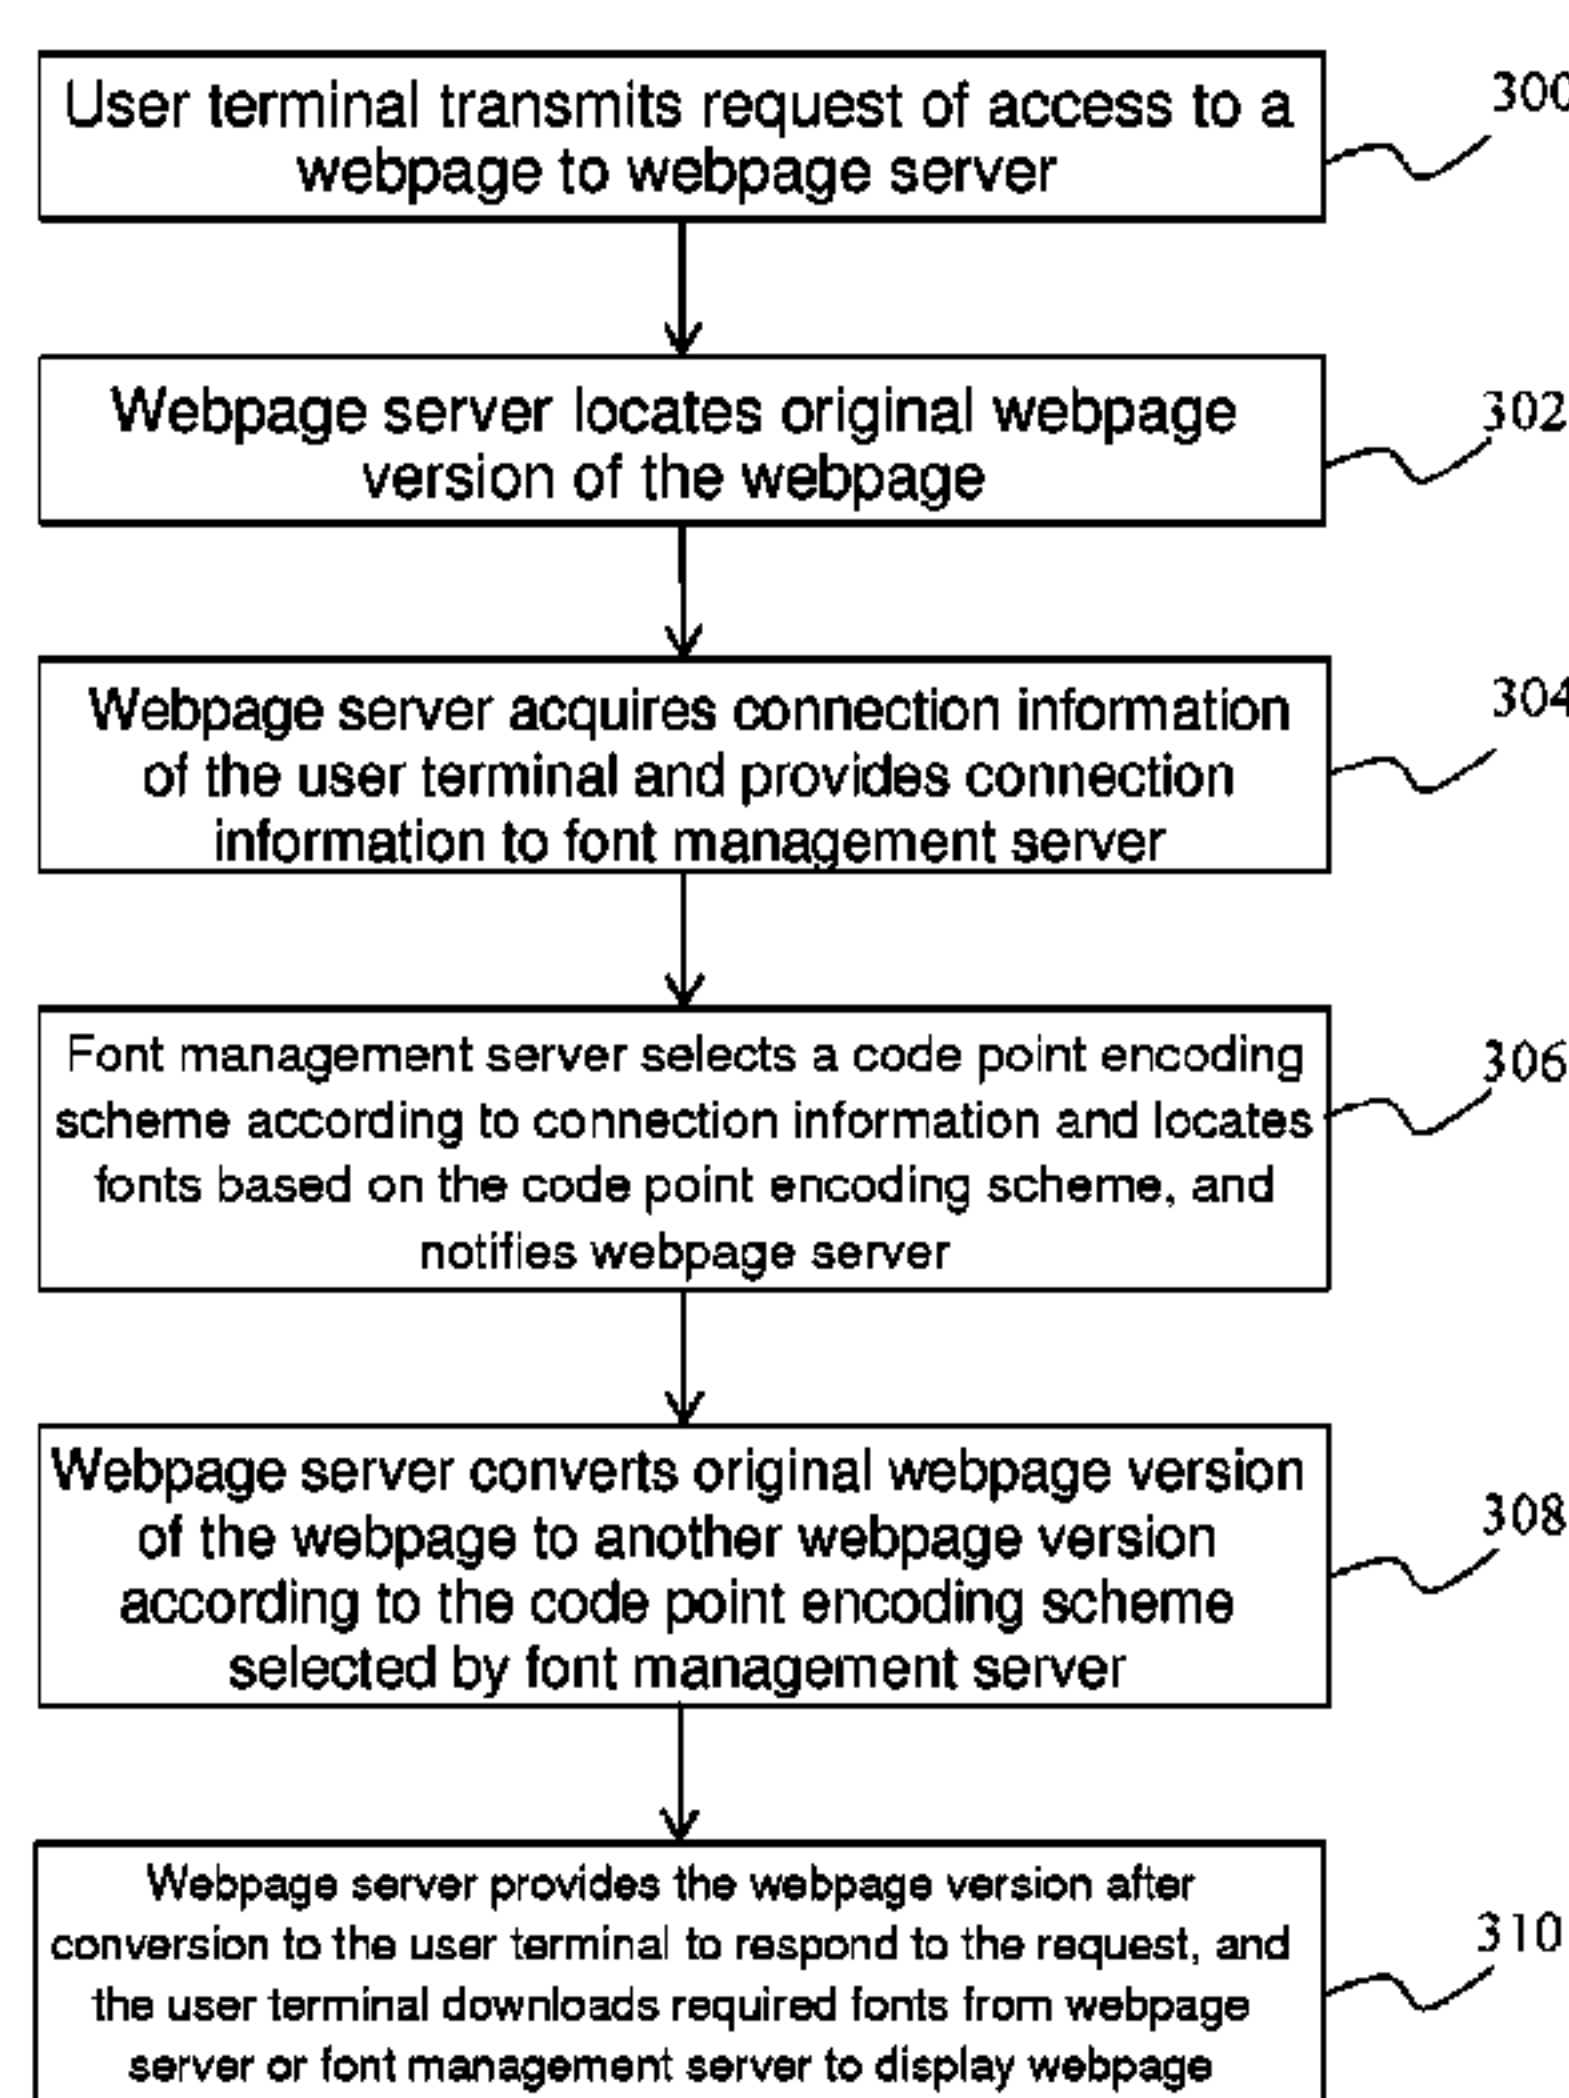 User terminal transmits request of access to a
webpage to webpage server
300
Webpage server locates original webpage
version of the webpage
302
Webpage server acquires connection information
of the user terminal and provides connection
information to font management server
304
Font management server selects a code point encoding
scheme according to connection information and locates
fonts based on the code point encoding scheme, and
notifies webpage server
306
Webpage server converts original webpage version
of the webpage to another webpage version
according to the code point encoding scheme
selected by font management server
308
Webpage server provides the webpage version after
conversion to the user terminal to respond to the request, and
the user terminal downloads required fonts from webpage
server or font management server to display webpage
310